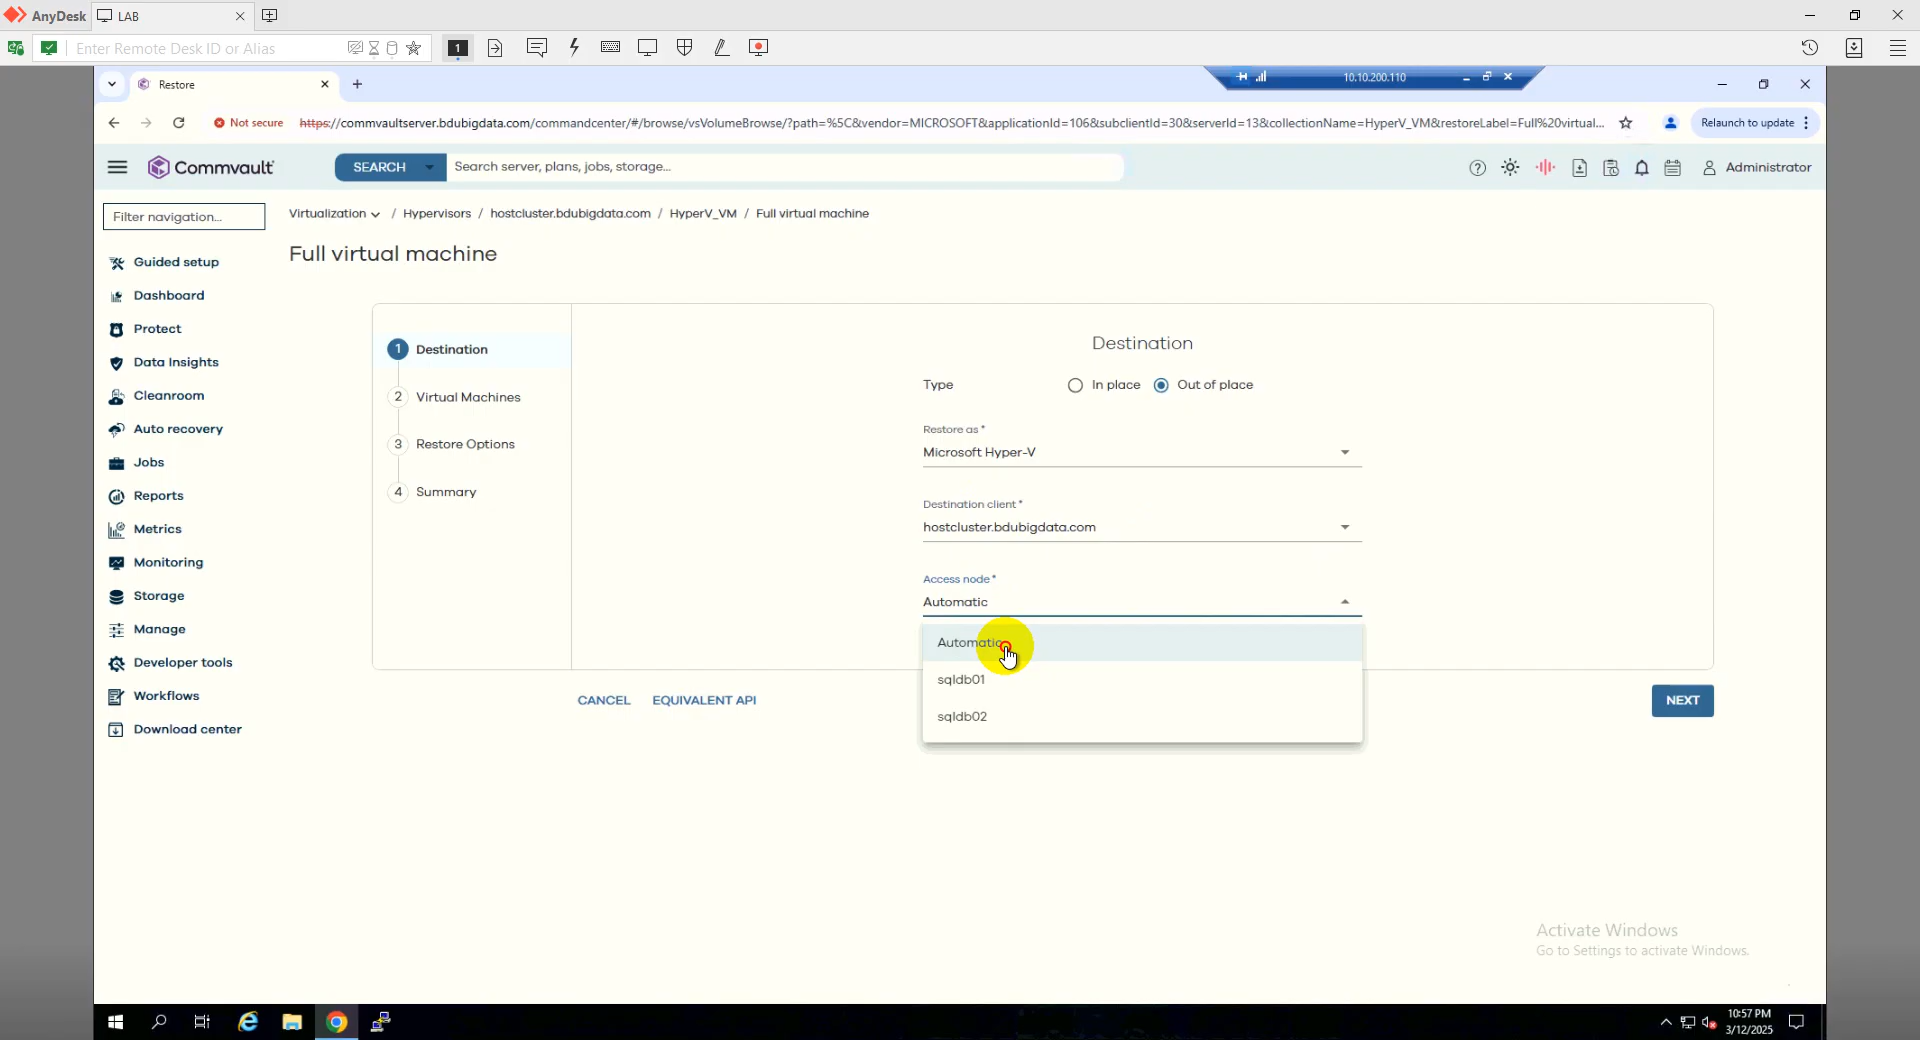 AnyDesk
LAB
Enter Remote Desk ID or Alias
1
Restore
10.10.200.110
Not secure
https://commvaultserver.bdubigdata.com/commandcenter/#/browse/vsVolumeBrowse/?path=%5C&vendor=MICROSOFT&applicationId=106&subclientId=30&serverId=13&collectionName=HyperV_VM&restoreLabel=Full%20virtual...
Relaunch to update
Commvault
SEARCH
Search server, plans, jobs, storage...
Administrator
Filter navigation...
Virtualization / Hypervisors / hostcluster.bdubigdata.com / HyperV_VM / Full virtual machine
Full virtual machine
Guided setup
Dashboard
Protect
Data Insights
Cleanroom
Auto recovery
Jobs
Reports
Metrics
Monitoring
Storage
Manage
Developer tools
Workflows
Download center
1 Destination
2 Virtual Machines
3 Restore Options
4 Summary
Destination
Type In place Out of place
Restore as *
Microsoft Hyper-V
Destination client *
hostcluster.bdubigdata.com
Access node *
Automatic
Automatic
sqldb01
sqldb02
CANCEL
EQUIVALENT API
NEXT
Activate Windows
Go to Settings to activate Windows.
10:57 PM
3/12/2025